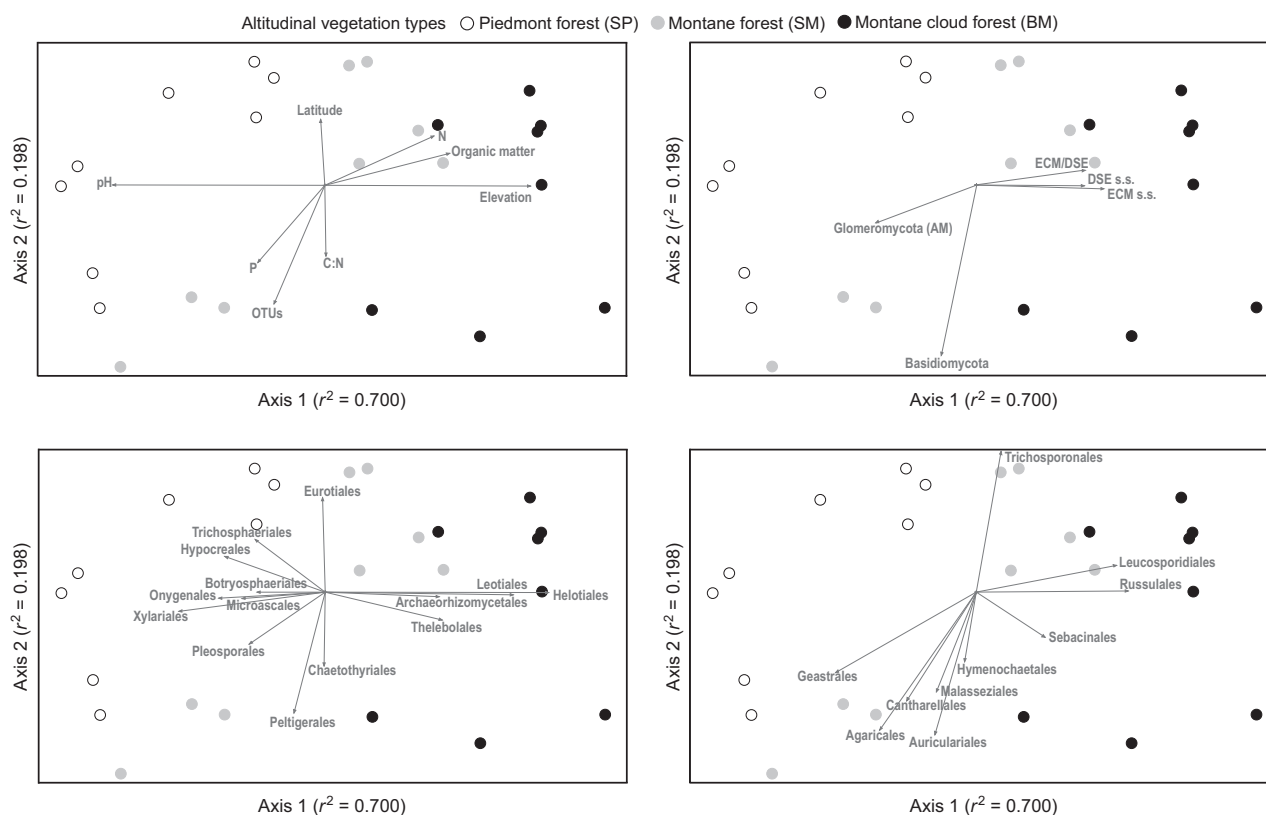 Altitudinal vegetation types Piedmont forest (SP) Montane forest (SM) Montane cloud forest (BM)
Latitude
N
Organic matter
pH
Elevation
P
C:N
OTUs
Axis 2 (r² = 0.198)
Axis 1 (r² = 0.700)
ECM/DSE
DSE s.s.
ECM s.s.
Glomeromycota (AM)
Basidiomycota
Axis 2 (r² = 0.198)
Axis 1 (r² = 0.700)
Eurotiales
Trichosphaeriales
Hypocreales
Botryosphaeriales
Leotiales
Onygenales
Helotiales
Microascales
Archaeorhizomycetales
Xylariales
Thelebolales
Pleosporales
Chaetothyriales
Peltigerales
Axis 2 (r² = 0.198)
Axis 1 (r² = 0.700)
Trichosporonales
Leucosporidiales
Russulales
Sebacinales
Hymenochaetales
Geastrales
Malasseziales
Cantharellales
Agaricales
Auriculariales
Axis 2 (r² = 0.198)
Axis 1 (r² = 0.700)